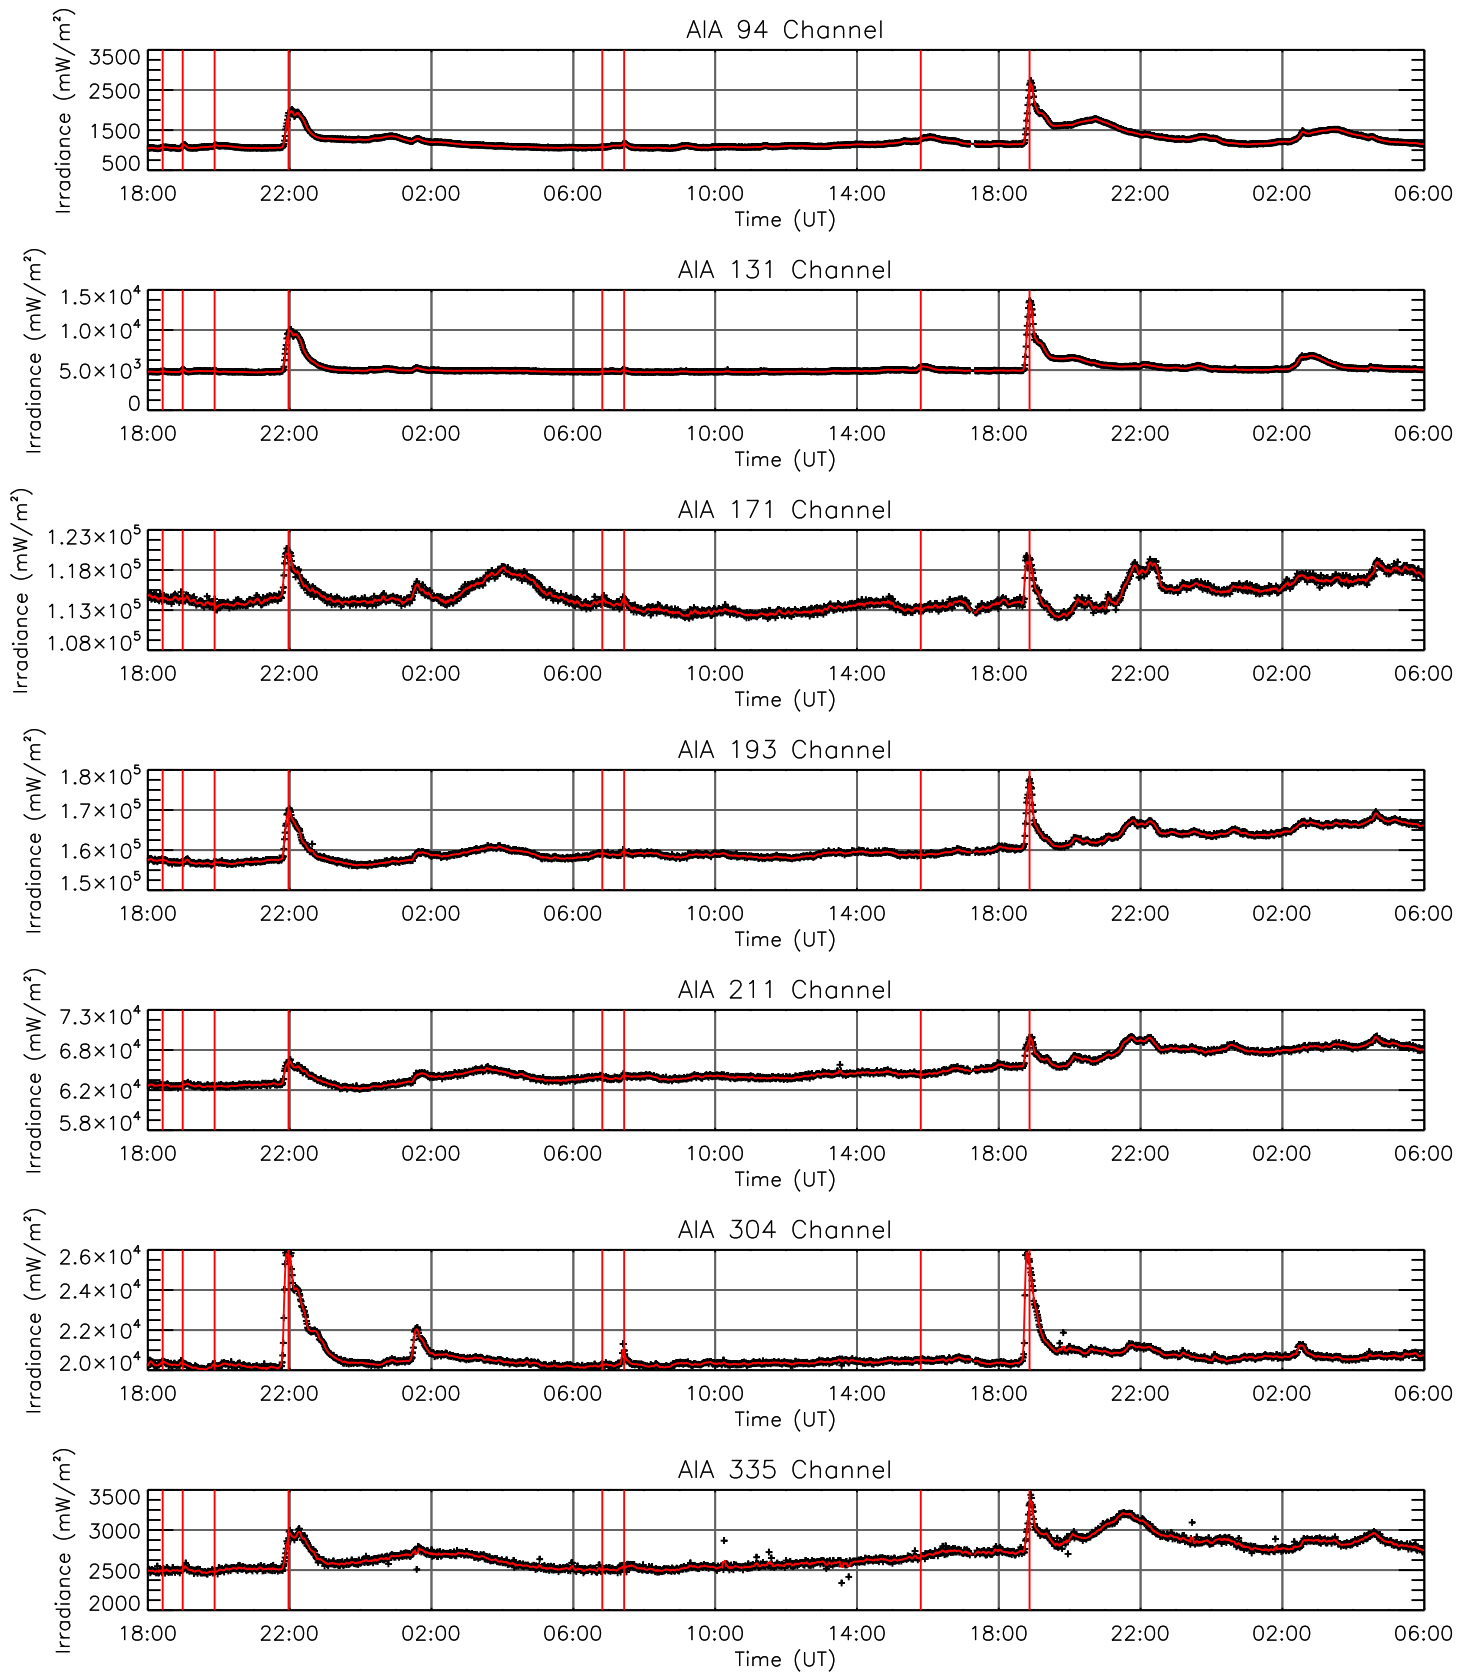 AIA 94 Channel
Irradiance (mW/m²)
3500
2500
1500
500
18:00 22:00 02:00 06:00 10:00 14:00 18:00 22:00 02:00 06:00
Time (UT)
AIA 131 Channel
Irradiance (mW/m²)
1.5×10⁴
1.0×10⁴
5.0×10³
0
18:00 22:00 02:00 06:00 10:00 14:00 18:00 22:00 02:00 06:00
Time (UT)
AIA 171 Channel
Irradiance (mW/m²)
1.23×10⁵
1.18×10⁵
1.13×10⁵
1.08×10⁵
18:00 22:00 02:00 06:00 10:00 14:00 18:00 22:00 02:00 06:00
Time (UT)
AIA 193 Channel
Irradiance (mW/m²)
1.8×10⁵
1.7×10⁵
1.6×10⁵
1.5×10⁵
18:00 22:00 02:00 06:00 10:00 14:00 18:00 22:00 02:00 06:00
Time (UT)
AIA 211 Channel
Irradiance (mW/m²)
7.3×10⁴
6.8×10⁴
6.2×10⁴
5.8×10⁴
18:00 22:00 02:00 06:00 10:00 14:00 18:00 22:00 02:00 06:00
Time (UT)
AIA 304 Channel
Irradiance (mW/m²)
2.6×10⁴
2.4×10⁴
2.2×10⁴
2.0×10⁴
18:00 22:00 02:00 06:00 10:00 14:00 18:00 22:00 02:00 06:00
Time (UT)
AIA 335 Channel
Irradiance (mW/m²)
3500
3000
2500
2000
18:00 22:00 02:00 06:00 10:00 14:00 18:00 22:00 02:00 06:00
Time (UT)